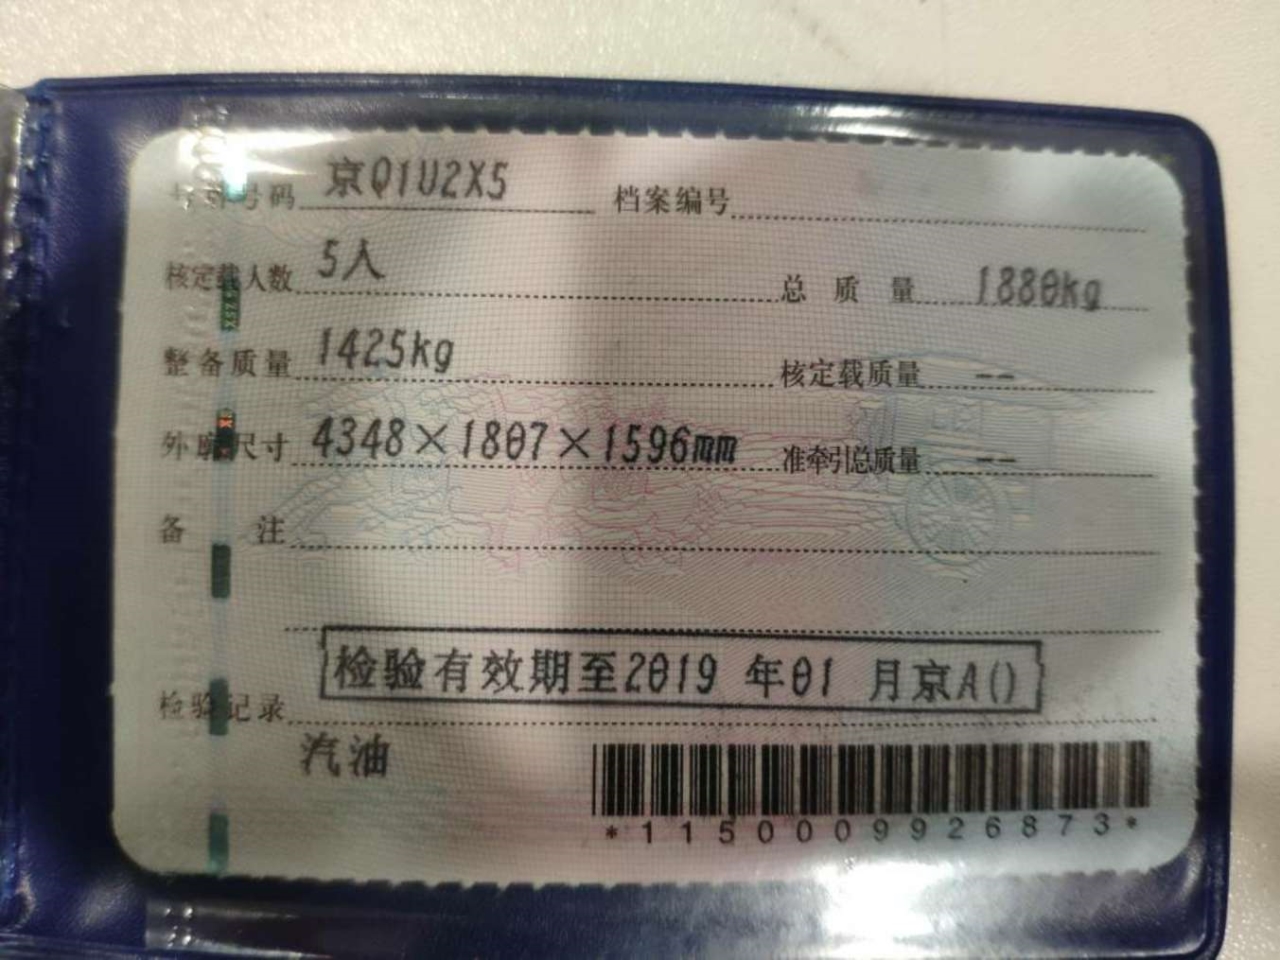 号码 京Q1U2X5 档案编号
核定载人数 5人 总质量 1880kg
整备质量 1425kg 核定载质量 --
外廓尺寸 4348×1807×1596mm 准牵引总质量 --
备注
检验记录 检验有效期至2019 年01 月京A()
汽油
*1150009926873*